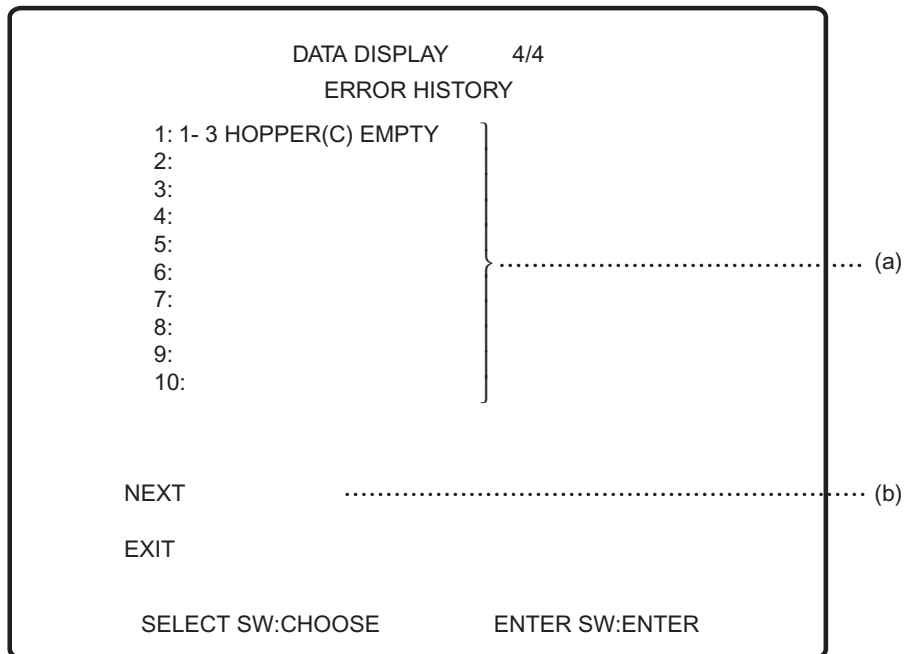 DATA DISPLAY 4/4
ERROR HISTORY
1: 1- 3 HOPPER(C) EMPTY
2:
3:
4:
5:
6:
7:
8:
9:
10:
(a)
NEXT (b)
EXIT
SELECT SW:CHOOSE ENTER SW:ENTER